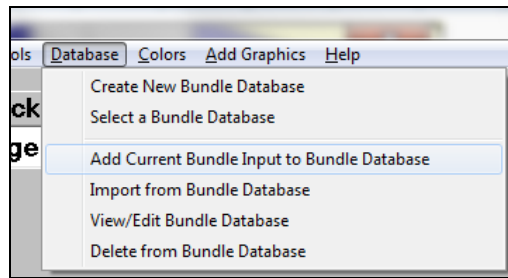 ols Database Colors Add Graphics Help
Create New Bundle Database
ck
Select a Bundle Database
ge
Add Current Bundle Input to Bundle Database
Import from Bundle Database
View/Edit Bundle Database
Delete from Bundle Database